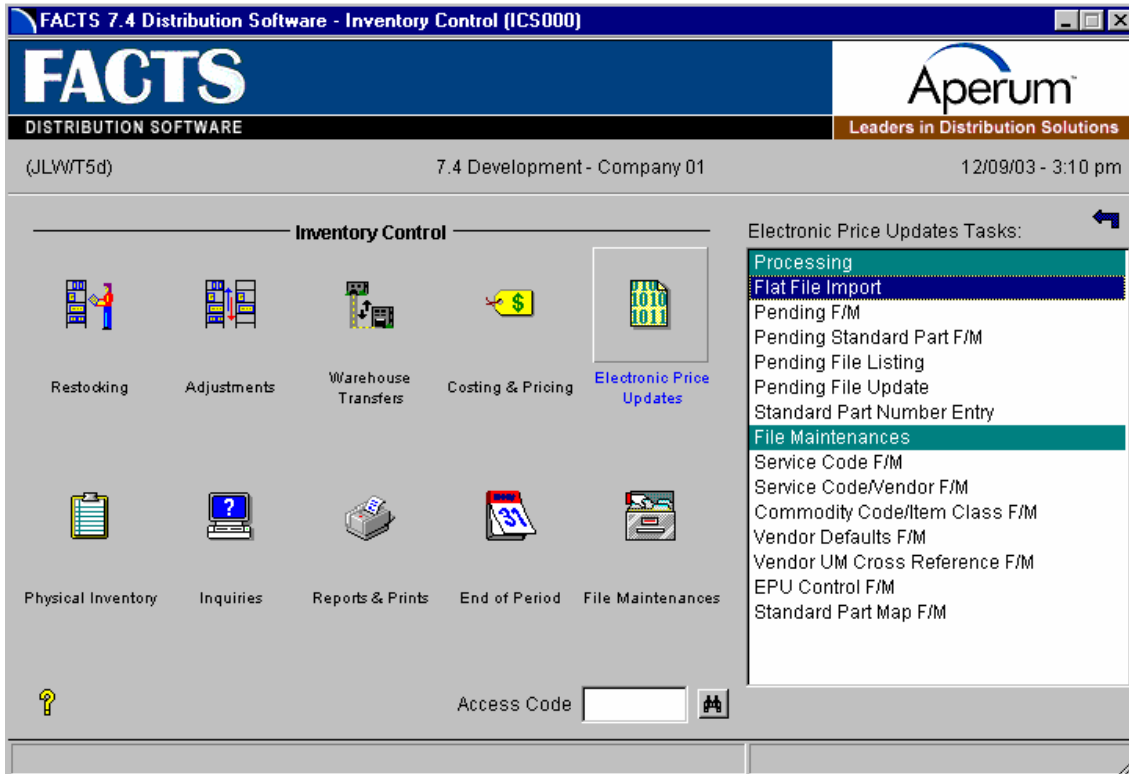 FACTS 7.4 Distribution Software - Inventory Control (ICS000)
FACTS
DISTRIBUTION SOFTWARE
Aperum™
Leaders in Distribution Solutions
(JLW/T5d)
7.4 Development - Company 01
12/09/03 - 3:10 pm
Inventory Control
Restocking
Adjustments
Warehouse
Transfers
Costing & Pricing
1010
1011
Electronic Price
Updates
Physical Inventory
?
Inquiries
Reports & Prints
31
End of Period
File Maintenances
$
Electronic Price Updates Tasks:
Processing
Flat File Import
Pending F/M
Pending Standard Part F/M
Pending File Listing
Pending File Update
Standard Part Number Entry
File Maintenances
Service Code F/M
Service Code/Vendor F/M
Commodity Code/Item Class F/M
Vendor Defaults F/M
Vendor UM Cross Reference F/M
EPU Control F/M
Standard Part Map F/M
?
Access Code